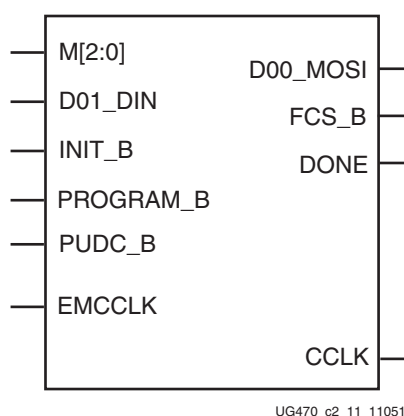 M[2:0]
D01_DIN
INIT_B
PROGRAM_B
PUDC_B
EMCCLK
D00_MOSI
FCS_B
DONE
CCLK
UG470_c2_11_11051